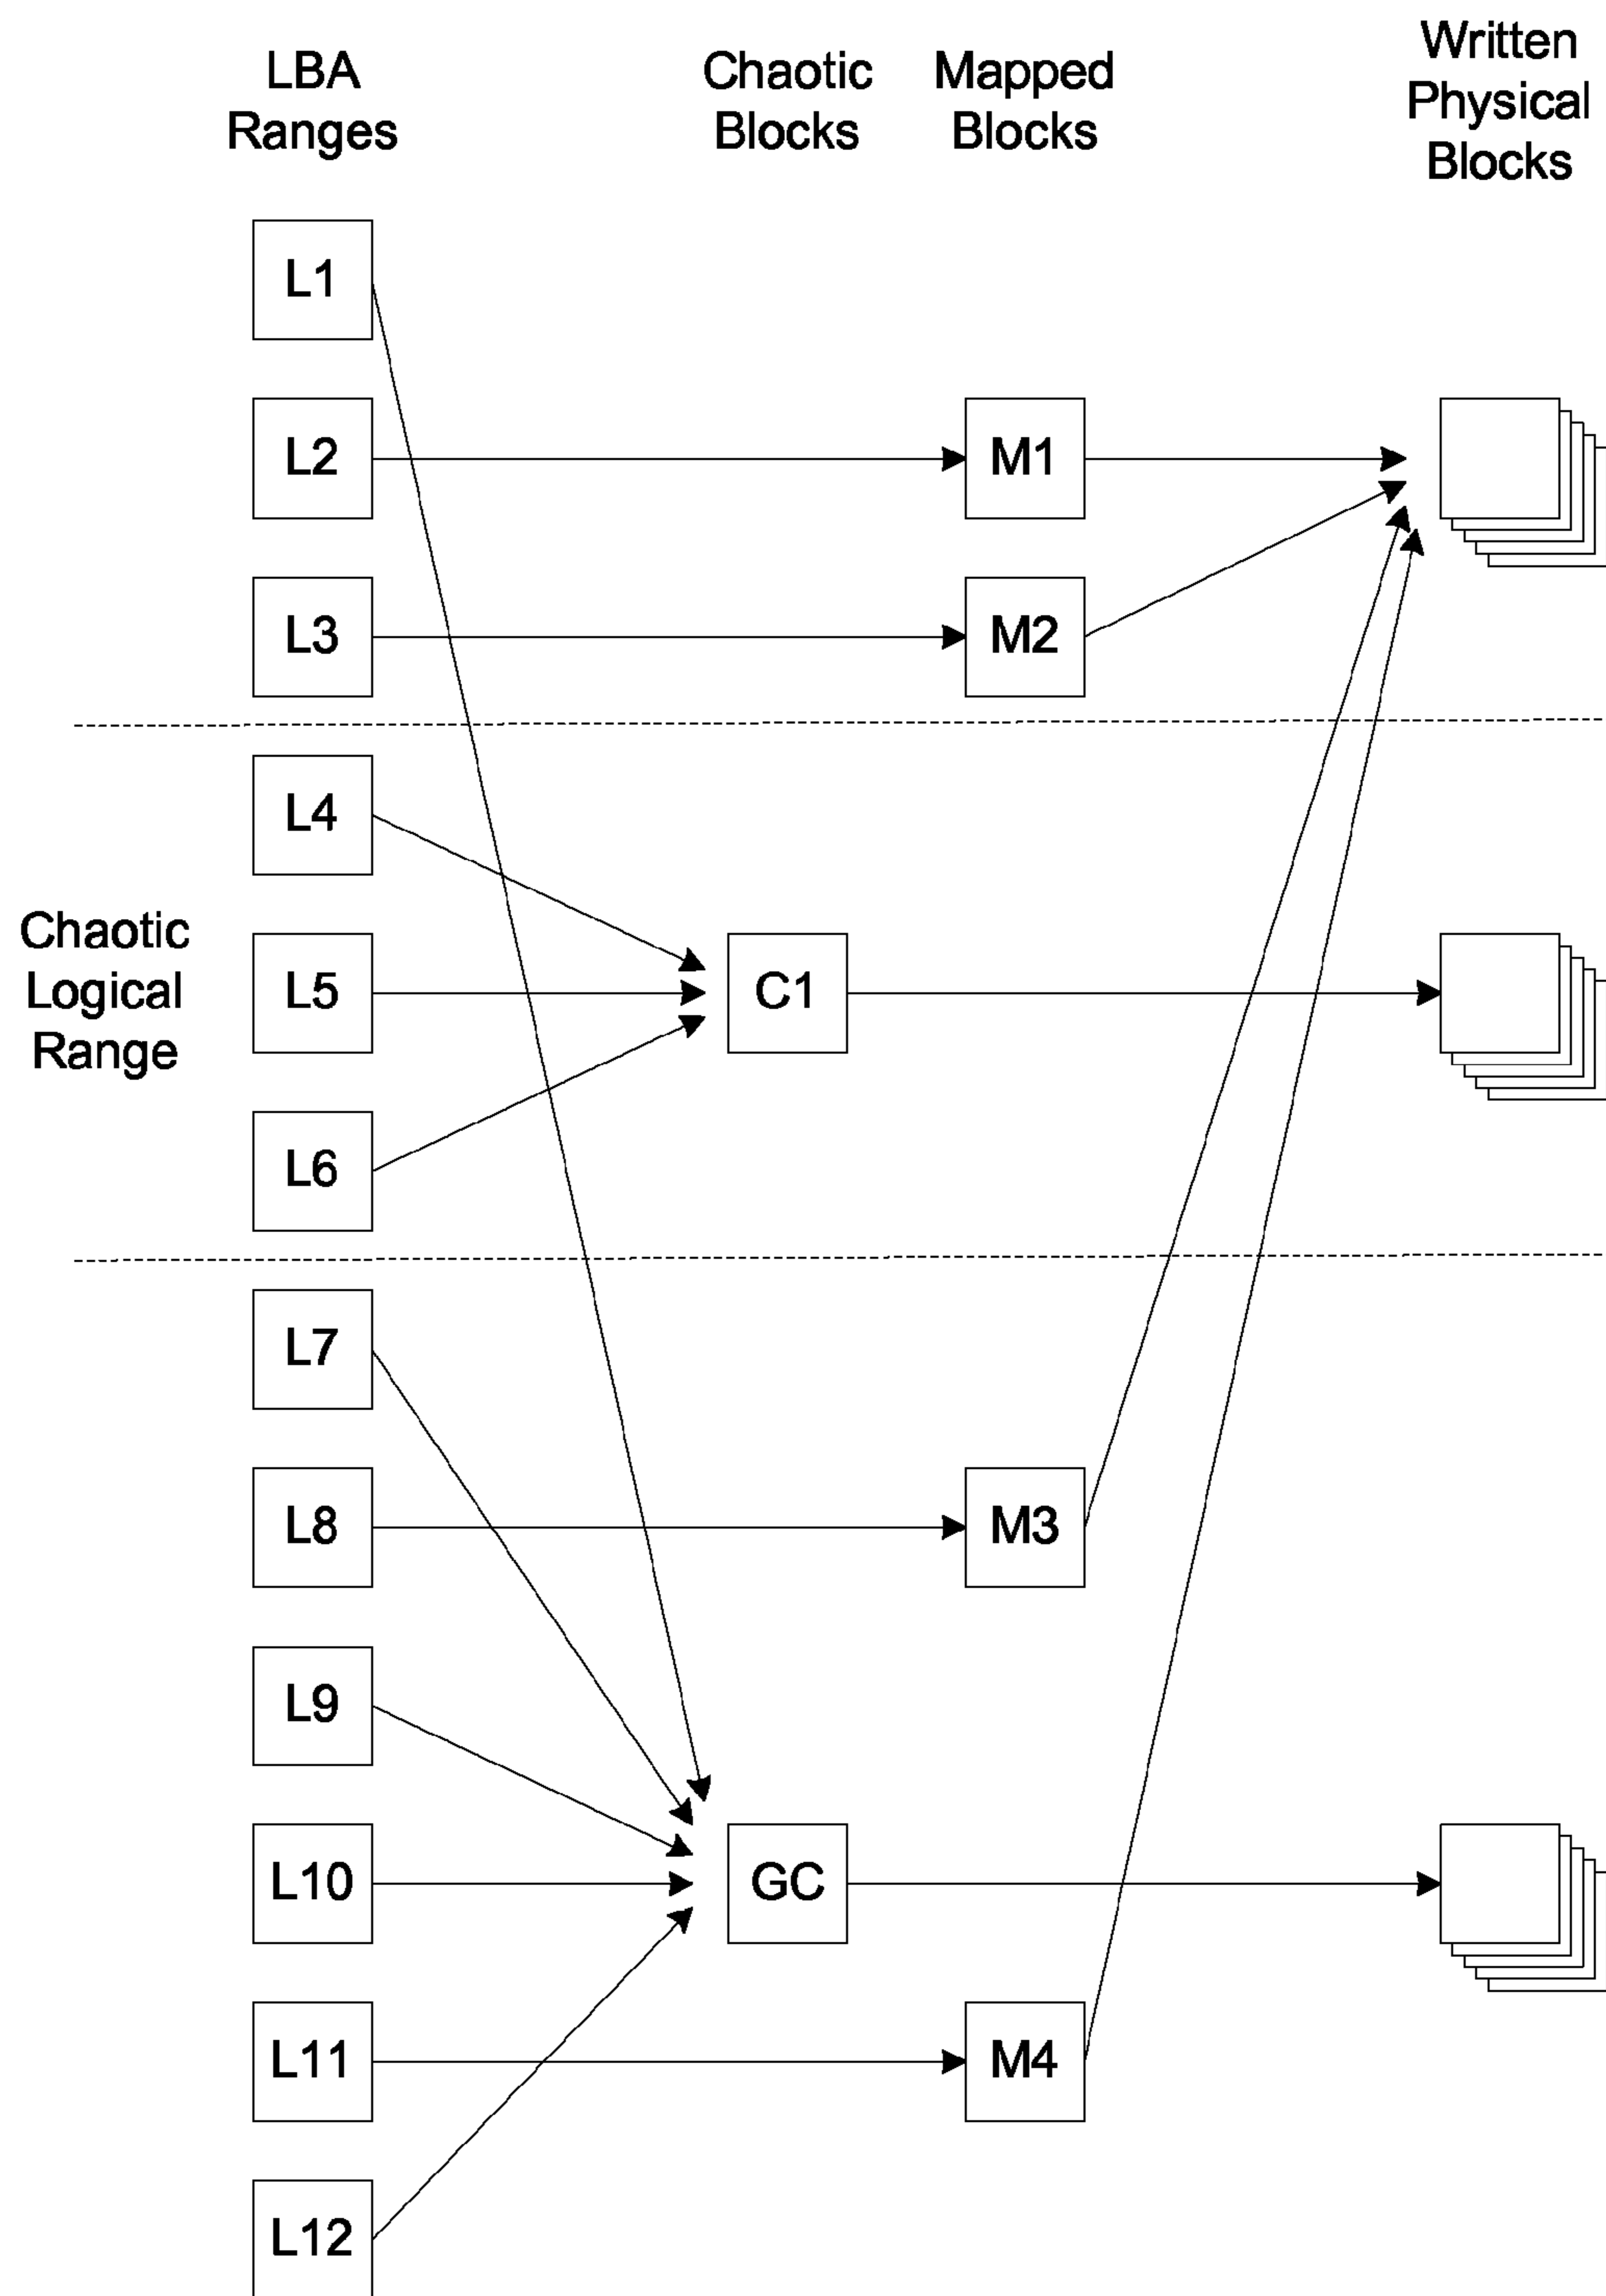 LBA
Ranges
Chaotic
Blocks
Mapped
Blocks
Written
Physical
Blocks
L1
L2
M1
L3
M2
L4
Chaotic
Logical
Range
L5
C1
L6
L7
L8
M3
L9
L10
GC
L11
M4
L12